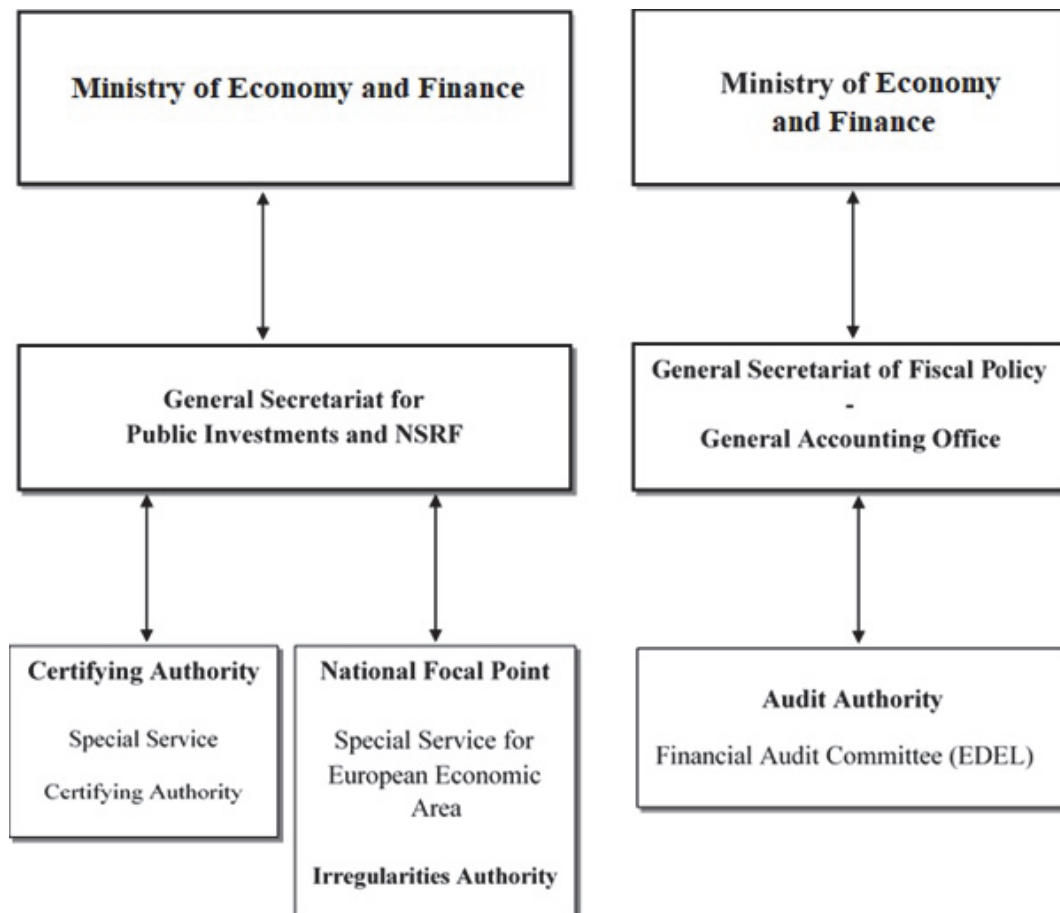 Ministry of Economy and Finance
Ministry of Economy
and Finance
General Secretariat for
Public Investments and NSRF
General Secretariat of Fiscal Policy
-
General Accounting Office
Certifying Authority
Special Service
Certifying Authority
National Focal Point
Special Service for
European Economic
Area
Irregularities Authority
Audit Authority
Financial Audit Committee (EDEL)